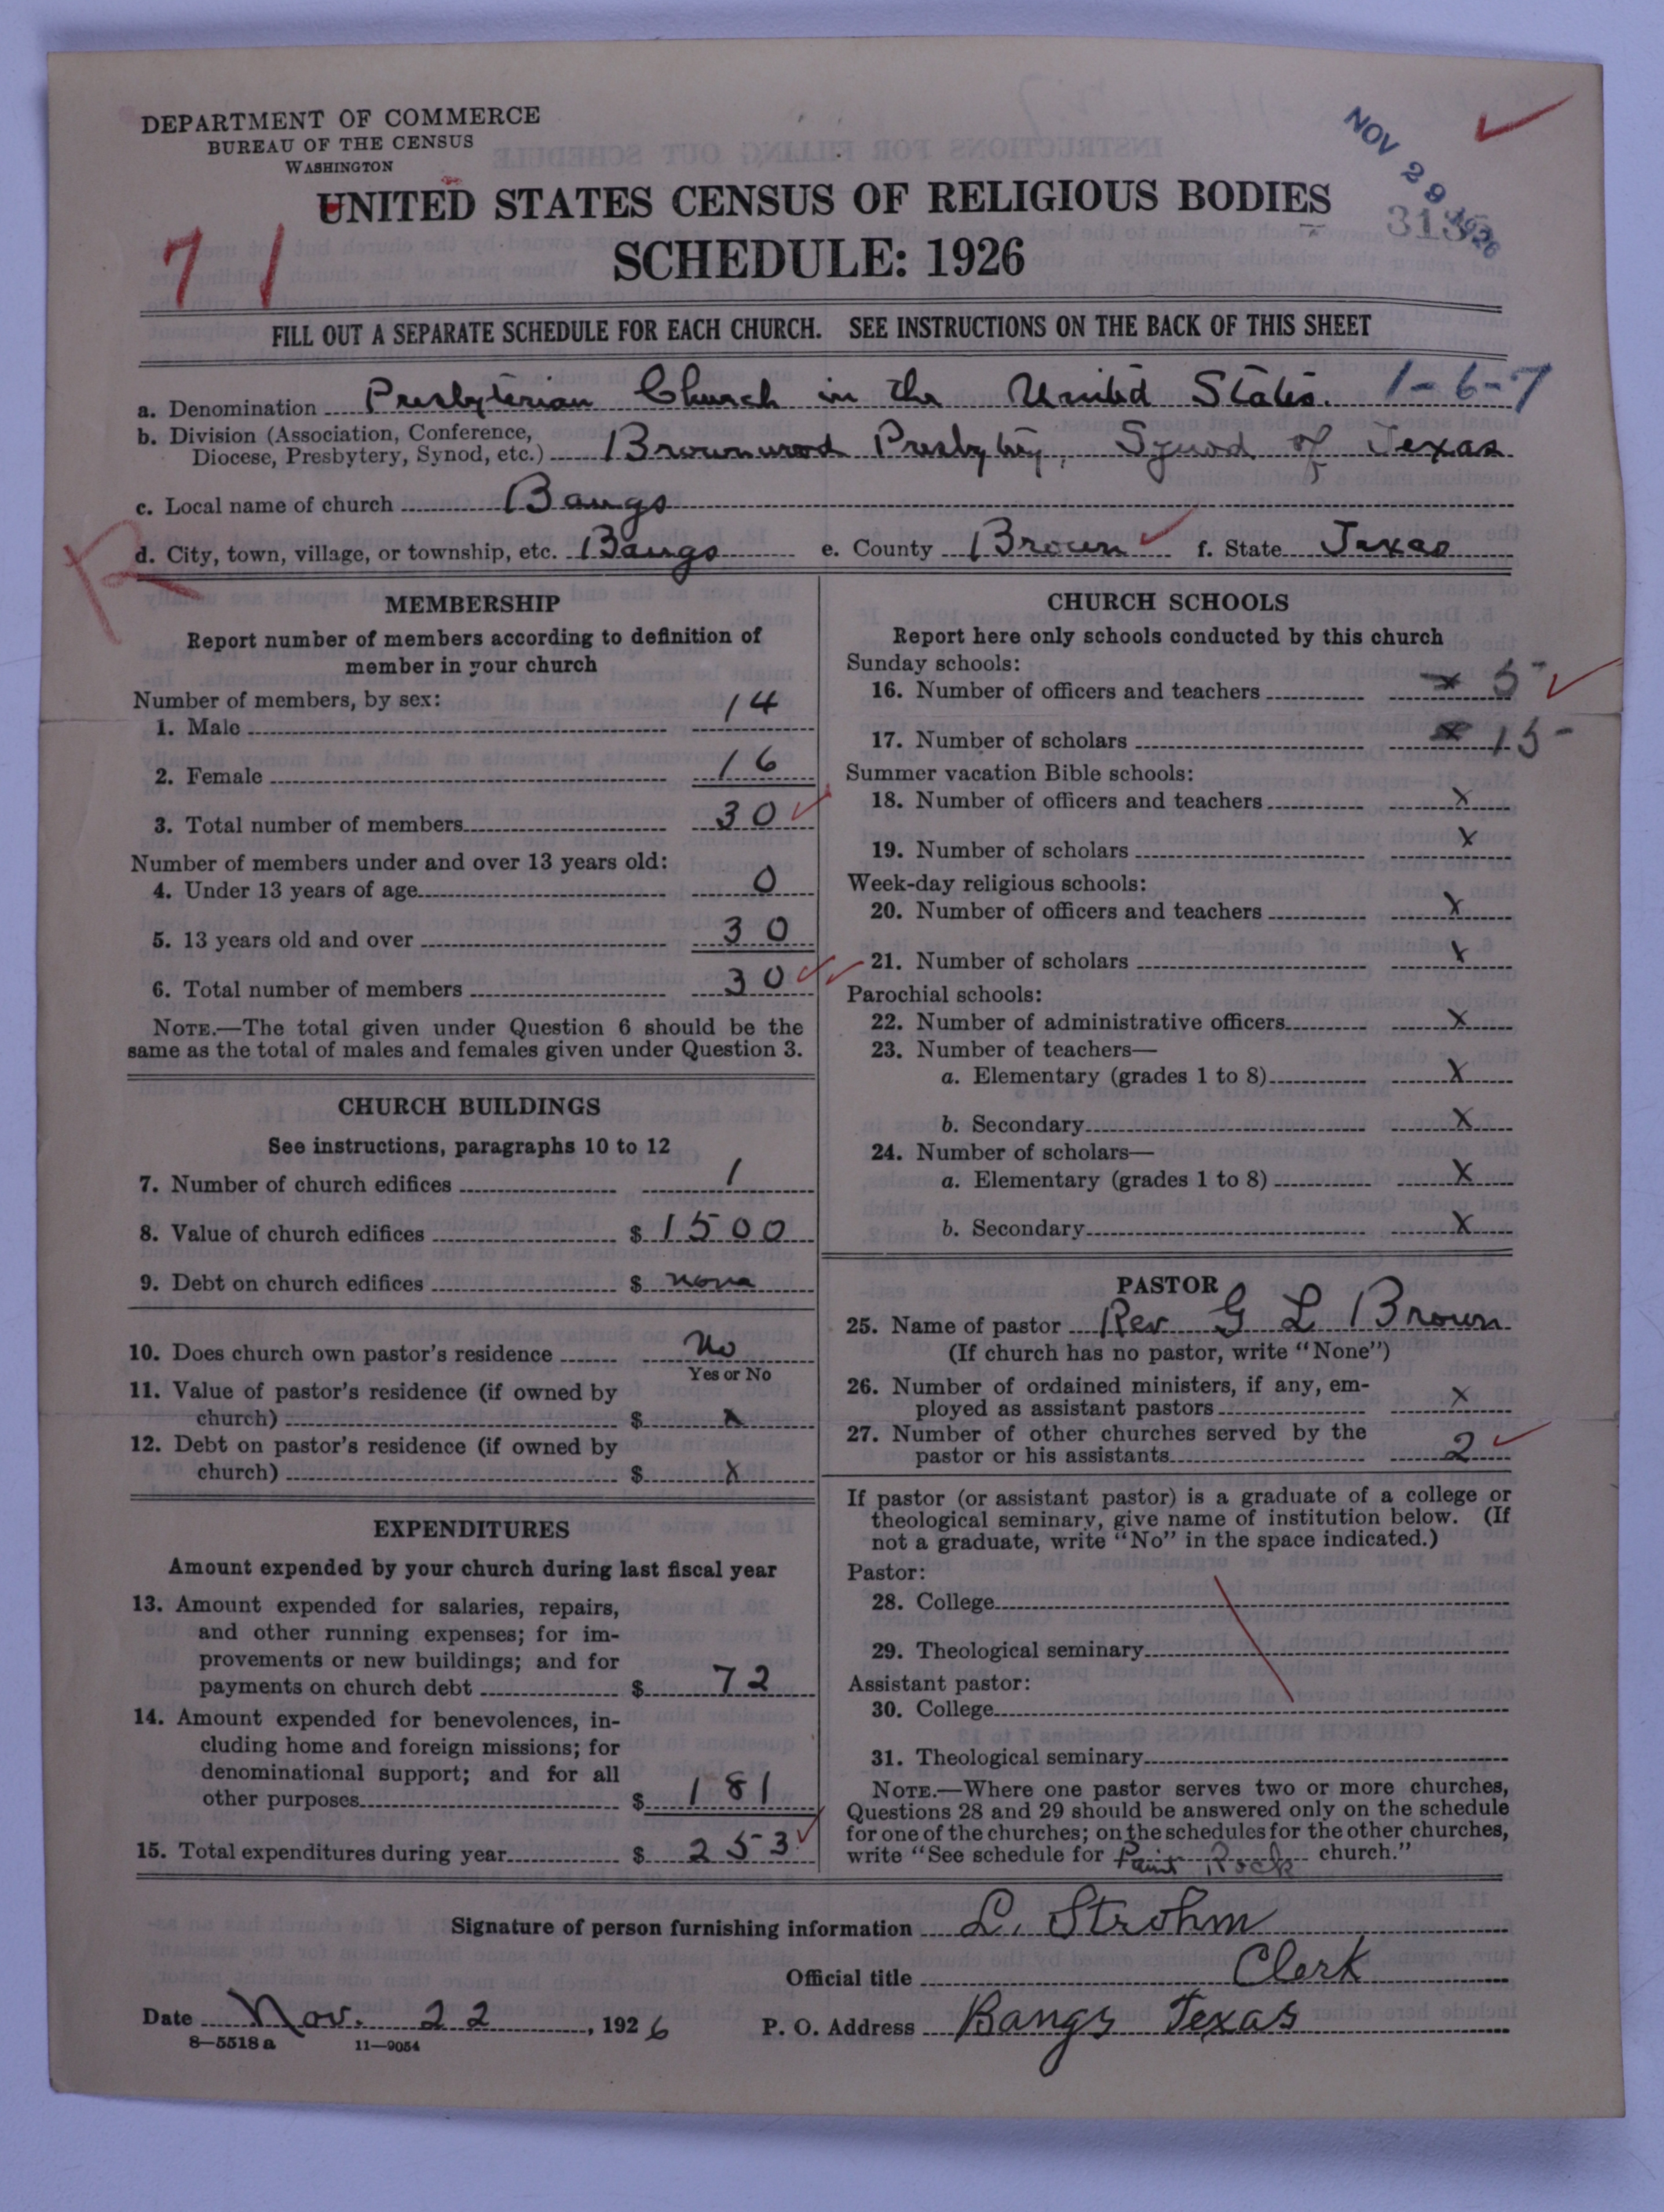 DEPARTMENT OF COMMERCE
BUREAU OF THE CENSUS
WASHINGTON
NOV 29 1926
UNITED STATES CENSUS OF RELIGIOUS BODIES
71
SCHEDULE: 1926
FILL OUT A SEPARATE SCHEDULE FOR EACH CHURCH. SEE INSTRUCTIONS ON THE BACK OF THIS SHEET
a. Denomination Presbyterian Church in the United States. 1-6-7
b. Division (Association, Conference,
Diocese, Presbytery, Synod, etc.) Brownwood Presbytery, Synod of Texas
c. Local name of church Bangs
R
d. City, town, village, or township, etc. Bangs e. County Brown f. State Texas
MEMBERSHIP
Report number of members according to definition of
member in your church
Number of members, by sex:
1. Male 14
2. Female 16
3. Total number of members 30
Number of members under and over 13 years old:
4. Under 13 years of age 0
5. 13 years old and over 30
6. Total number of members 30
NOTE.—The total given under Question 6 should be the
same as the total of males and females given under Question 3.
CHURCH BUILDINGS
See instructions, paragraphs 10 to 12
7. Number of church edifices 1
8. Value of church edifices $ 1500
9. Debt on church edifices $ none
10. Does church own pastor's residence No
Yes or No
11. Value of pastor's residence (if owned by
church) $ x
12. Debt on pastor's residence (if owned by
church) $ x
EXPENDITURES
Amount expended by your church during last fiscal year
13. Amount expended for salaries, repairs,
and other running expenses; for im-
provements or new buildings; and for
payments on church debt $ 72
14. Amount expended for benevolences, in-
cluding home and foreign missions; for
denominational support; and for all
other purposes $ 181
15. Total expenditures during year $ 253
CHURCH SCHOOLS
Report here only schools conducted by this church
Sunday schools:
16. Number of officers and teachers x 5
17. Number of scholars x 15
Summer vacation Bible schools:
18. Number of officers and teachers x
19. Number of scholars x
Week-day religious schools:
20. Number of officers and teachers x
21. Number of scholars x
Parochial schools:
22. Number of administrative officers x
23. Number of teachers—
a. Elementary (grades 1 to 8) x
b. Secondary x
24. Number of scholars—
a. Elementary (grades 1 to 8) x
b. Secondary x
PASTOR
25. Name of pastor Rev G L Brown
(If church has no pastor, write "None")
26. Number of ordained ministers, if any, em-
ployed as assistant pastors x
27. Number of other churches served by the
pastor or his assistants 2
If pastor (or assistant pastor) is a graduate of a college or
theological seminary, give name of institution below. (If
not a graduate, write "No" in the space indicated.)
Pastor:
28. College
29. Theological seminary
Assistant pastor:
30. College
31. Theological seminary
NOTE.—Where one pastor serves two or more churches,
Questions 28 and 29 should be answered only on the schedule
for one of the churches; on the schedules for the other churches,
write "See schedule for Paint Rock church."
Signature of person furnishing information L. Strohm
Official title Clerk
Date Nov. 22, 1926 P. O. Address Bangs Texas
8—5518 a 11—9054